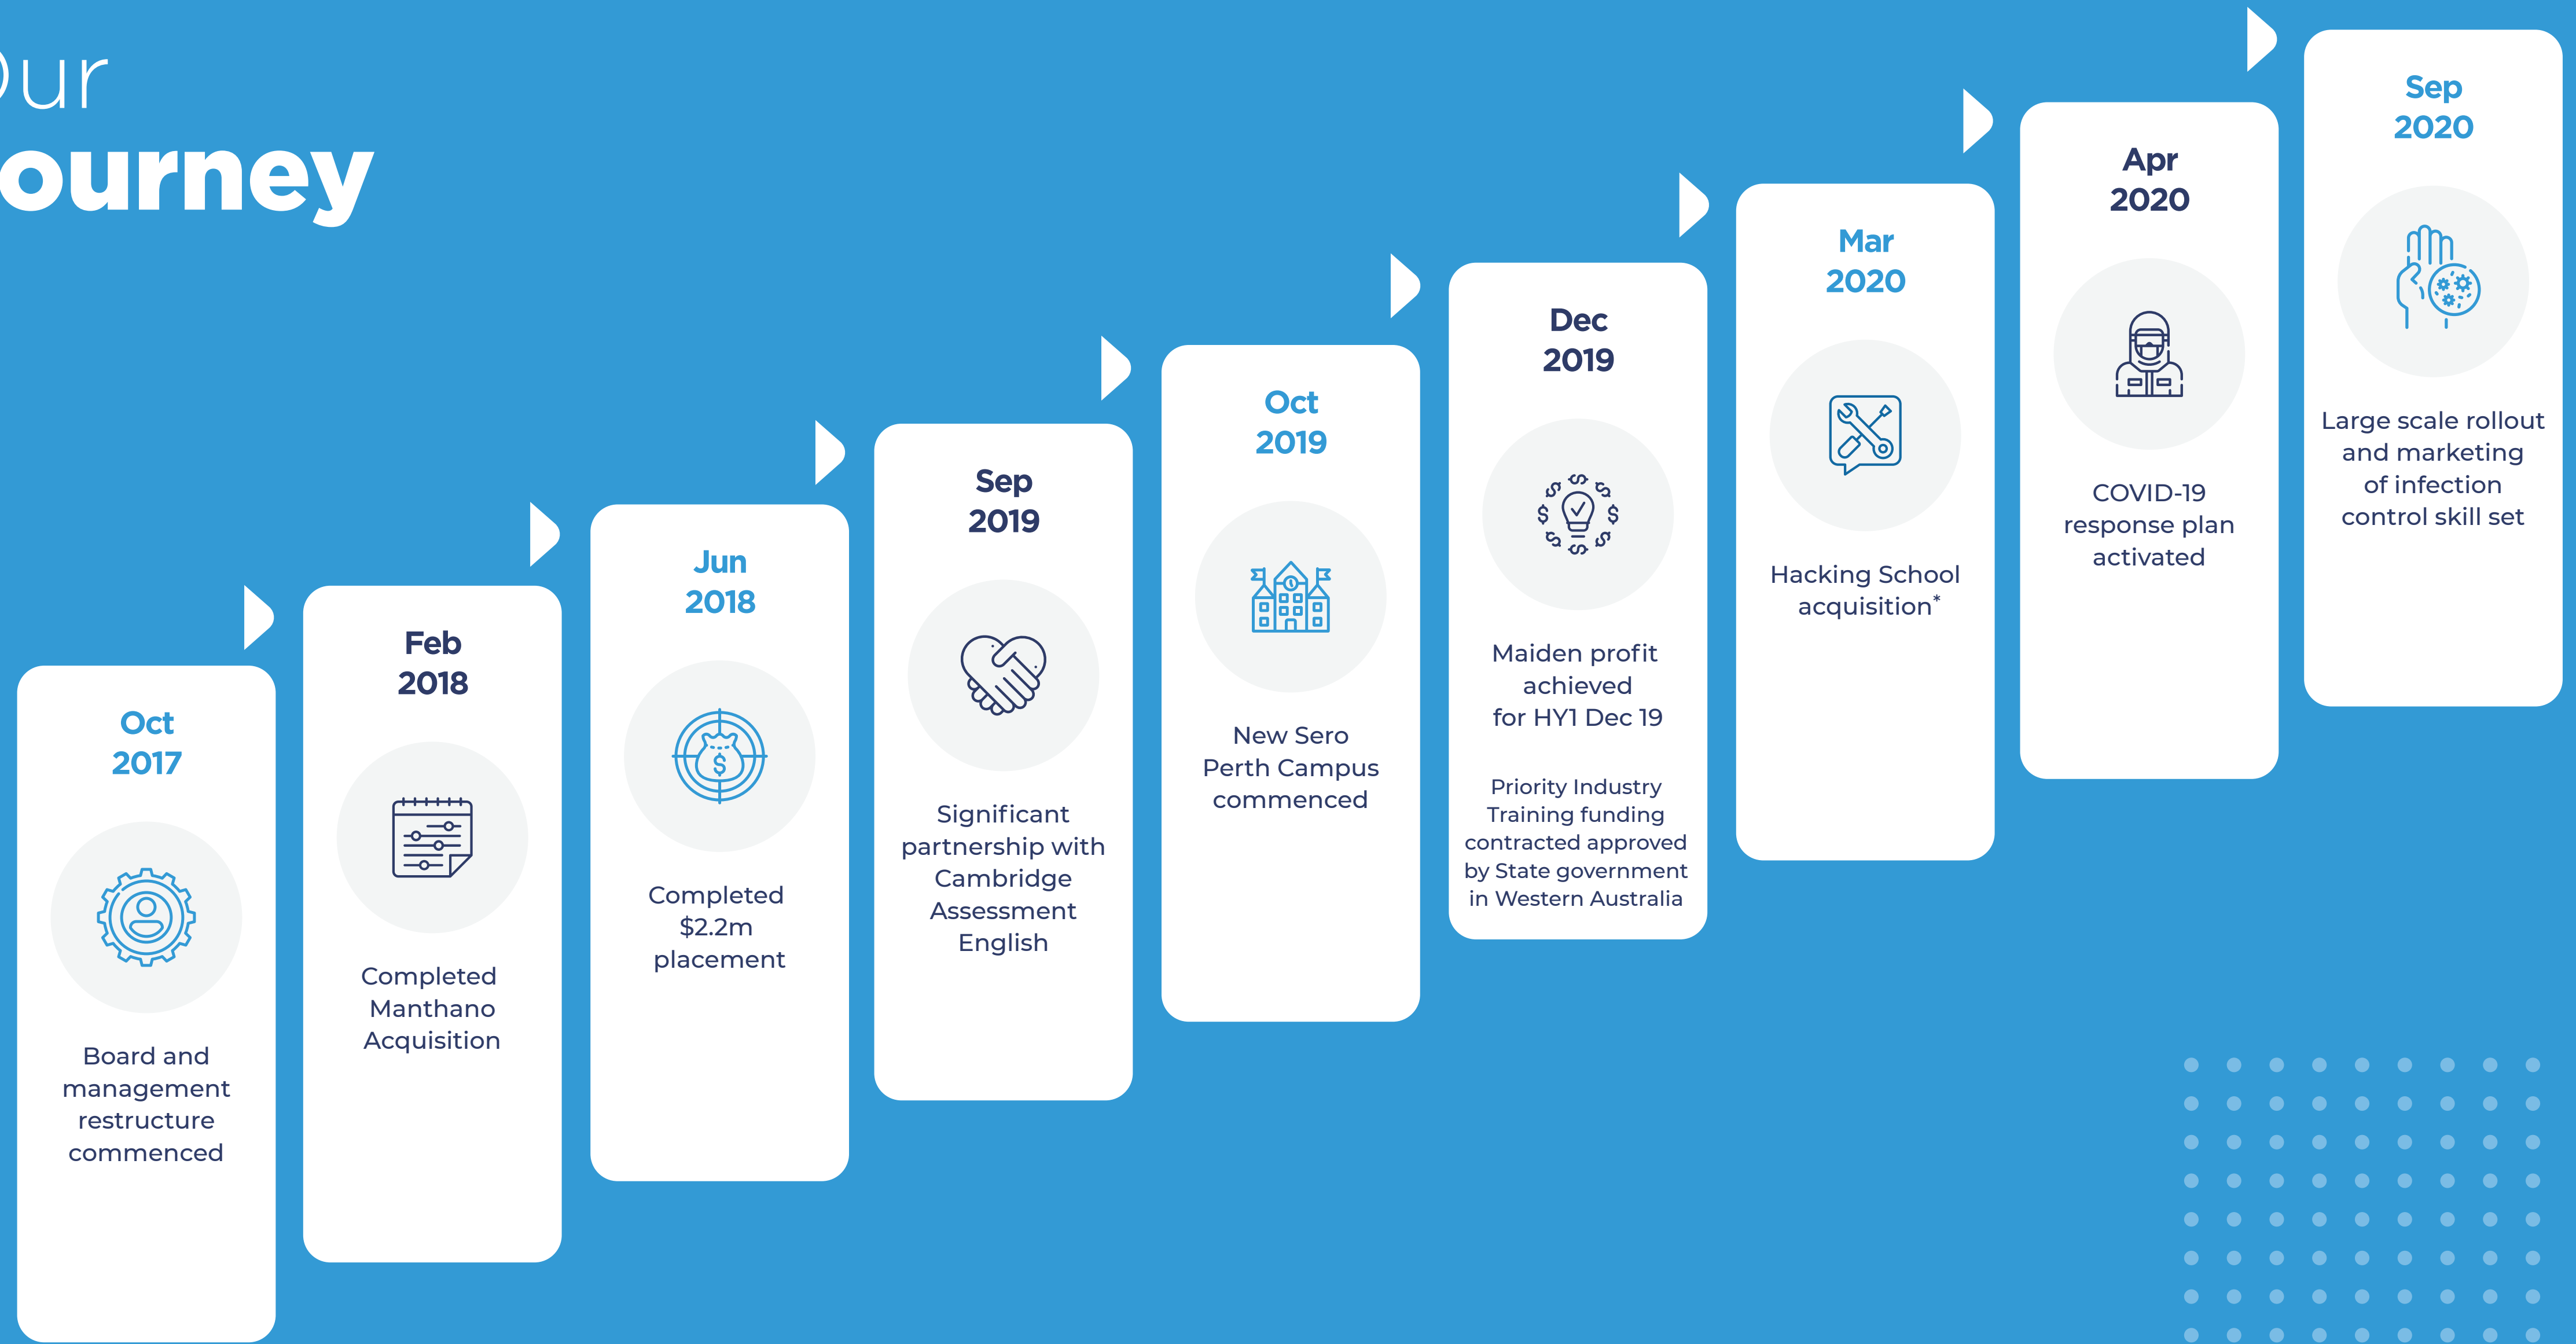 Our
Journey
Oct
2017
Board and
management
restructure
commenced
Feb
2018
Completed
Manthano
Acquisition
Jun
2018
Completed
$2.2m
placement
Sep
2019
Significant
partnership with
Cambridge
Assessment
English
Oct
2019
New Sero
Perth Campus
commenced
Dec
2019
Maiden profit
achieved
for HY1 Dec 19
Priority Industry
Training funding
contracted approved
by State government
in Western Australia
Mar
2020
Hacking School
acquisition*
Apr
2020
COVID-19
response plan
activated
Sep
2020
Large scale rollout
and marketing
of infection
control skill set